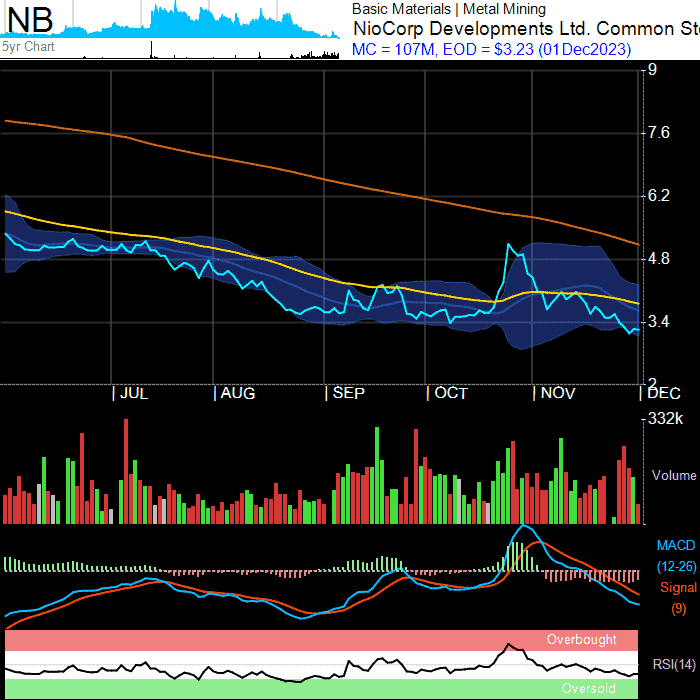 NB
5yr Chart
Basic Materials | Metal Mining
NioCorp Developments Ltd. Common Sto
MC = 107M, EOD = $3.23 (01Dec2023)
9
7.6
6.2
4.8
3.4
2
JUL AUG SEP OCT NOV DEC
332k
Volume
MACD
(12-26)
Signal
(9)
Overbought
RSI(14)
Oversold